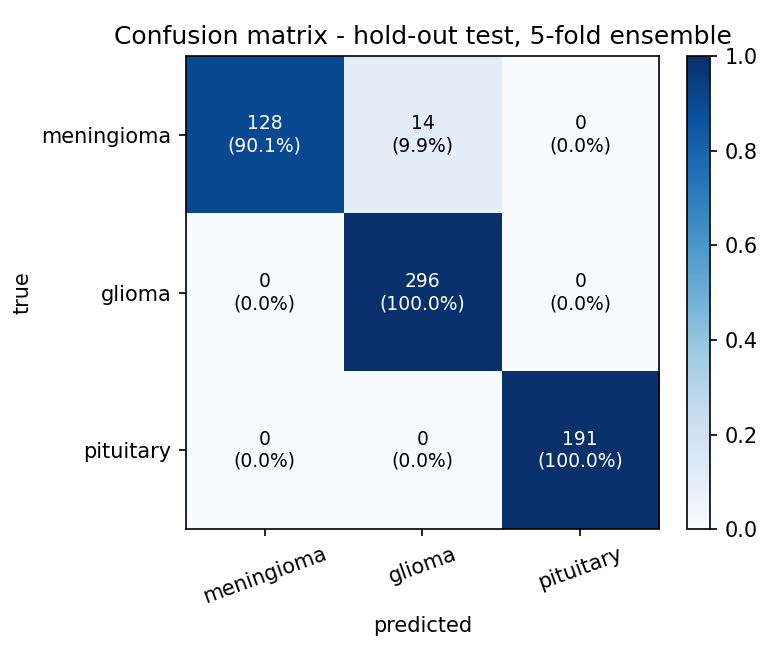 Confusion matrix - hold-out test, 5-fold ensemble
1.0
meningioma
128
(90.1%)
14
(9.9%)
0
(0.0%)
0.8
0.6
true
glioma
0
(0.0%)
296
(100.0%)
0
(0.0%)
0.4
pituitary
0
(0.0%)
0
(0.0%)
191
(100.0%)
0.2
0.0
meningioma
glioma
pituitary
predicted